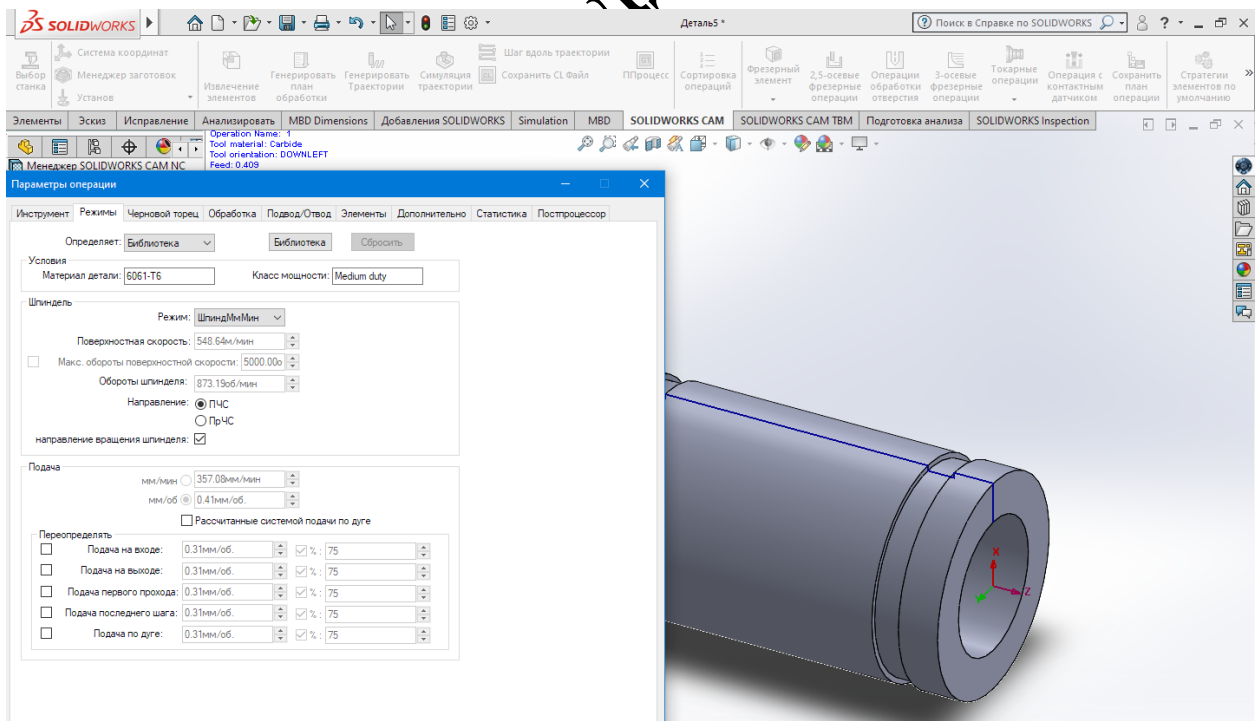 SOLIDWORKS
Деталь5 *
Поиск в Справке по SOLIDWORKS
Выбор станка
Система координат
Менеджер заготовок
Установ
Извлечение элементов
Генерировать план обработки
Генерировать Траектории
Симуляция траектории
Шаг вдоль траектории
Сохранить CL Файл
ППроцесс
Сортировка операций
Фрезерный элемент
2,5-осевые фрезерные операции
Операции обработки отверстия
3-осевые фрезерные операции
Токарные операции
Операция с контактным датчиком
Сохранить план операции
Стратегии элементов по умолчанию
Элементы Эскиз Исправление Анализировать MBD Dimensions Добавления SOLIDWORKS Simulation MBD SOLIDWORKS CAM SOLIDWORKS CAM TBM Подготовка анализа SOLIDWORKS Inspection
Operation Name: 1
Tool material: Carbide
Tool orientation: DOWNLEFT
Feed: 0.409
Менеджер SOLIDWORKS CAM NC
Параметры операции
Инструмент Режимы Черновой торец Обработка Подвод/Отвод Элементы Дополнительно Статистика Постпроцессор
Определяет: Библиотека Библиотека Сбросить
Условия
Материал детали: 6061-T6 Класс мощности: Medium duty
Шпиндель
Режим: ШпиндМмМин
Поверхностная скорость: 548.64м/мин
Макс. обороты поверхностной скорости: 5000.00о
Обороты шпинделя: 873.19об/мин
Направление: ПЧС
ПрЧС
направление вращения шпинделя:
Подача
мм/мин 357.08мм/мин
мм/об 0.41мм/об.
Рассчитанные системой подачи по дуге
Переопределять
Подача на входе: 0.31мм/об. % : 75
Подача на выходе: 0.31мм/об. % : 75
Подача первого прохода: 0.31мм/об. % : 75
Подача последнего шага: 0.31мм/об. % : 75
Подача по дуге: 0.31мм/об. % : 75
X
Y
Z